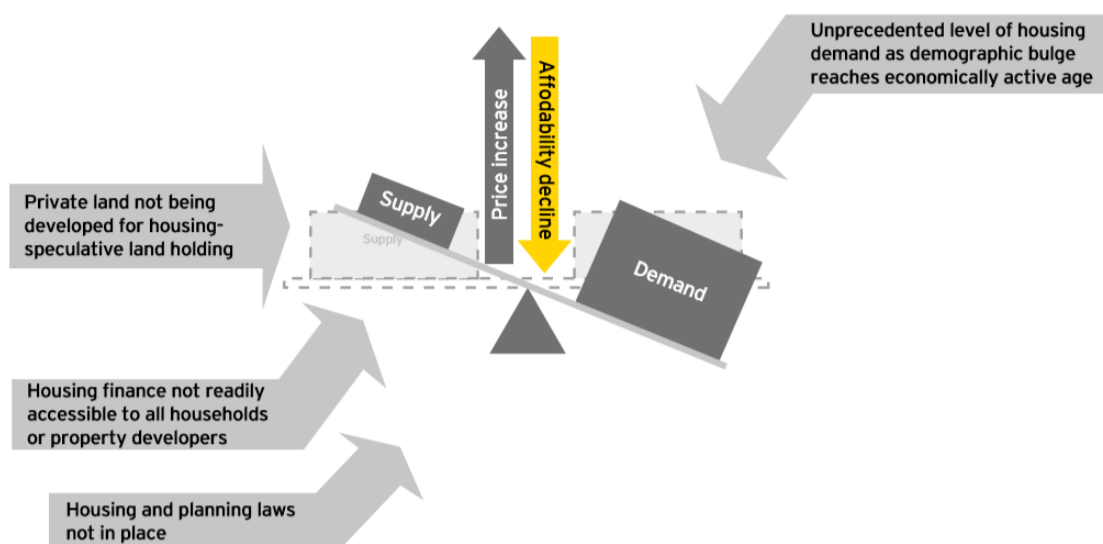 Unprecedented level of housing
demand as demographic bulge
reaches economically active age
Price increase
Affodability decline
Private land not being
developed for housing-
speculative land holding
Supply
Supply
Demand
Housing finance not readily
accessible to all households
or property developers
Housing and planning laws
not in place